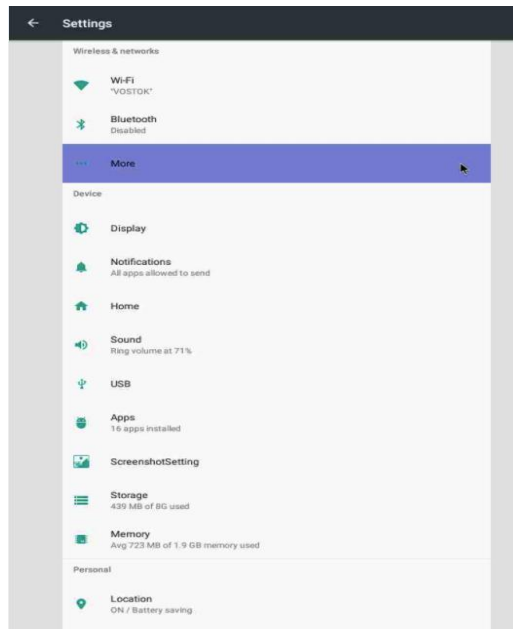 Settings
Wireless & networks
Wi-Fi
"VOSTOK"
Bluetooth
Disabled
More
Device
Display
Notifications
All apps allowed to send
Home
Sound
Ring volume at 71%
USB
Apps
16 apps installed
ScreenshotSetting
Storage
439 MB of 8G used
Memory
Avg 723 MB of 1.9 GB memory used
Personal
Location
ON / Battery saving